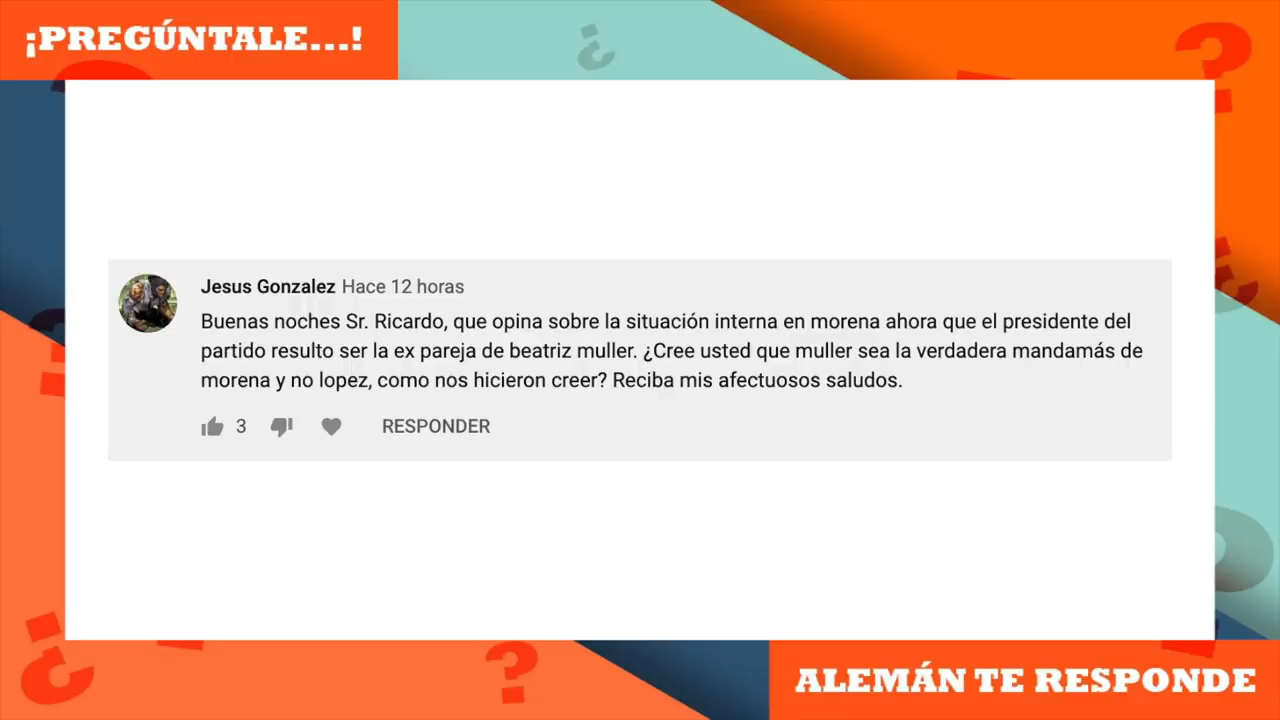 ¡PREGÚNTALE...!
Jesus Gonzalez Hace 12 horas
Buenas noches Sr. Ricardo, que opina sobre la situación interna en morena ahora que el presidente del
partido resulto ser la ex pareja de beatriz muller. ¿Cree usted que muller sea la verdadera mandamás de
morena y no lopez, como nos hicieron creer? Reciba mis afectuosos saludos.
3 RESPONDER
ALEMÁN TE RESPONDE